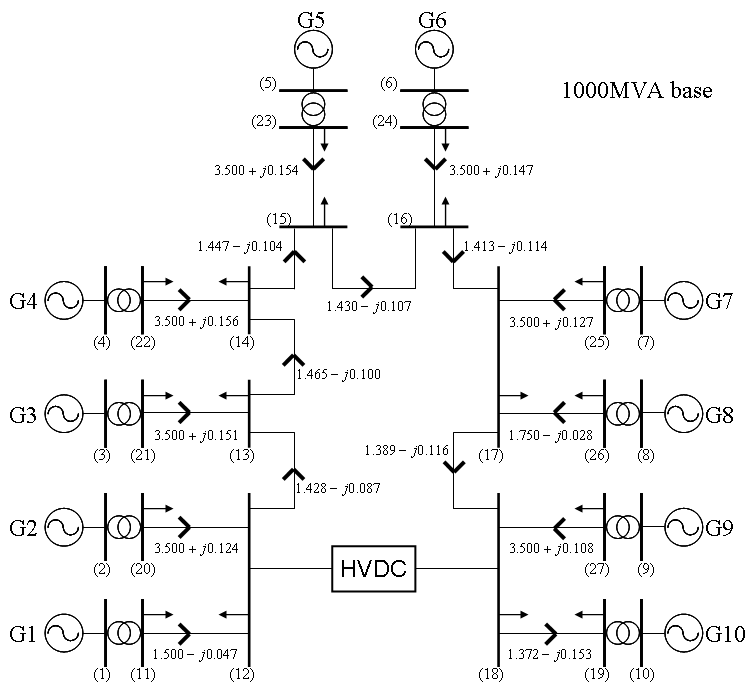 G5
G6
(5)
(6)
1000MVA base
(23)
(24)
3.500 + j0.154
3.500 + j0.147
(15)
(16)
1.447 − j0.104
1.413 − j0.114
G4
1.430 − j0.107
G7
3.500 + j0.156
3.500 + j0.127
(4)
(22)
(14)
(25)
(7)
1.465 − j0.100
G3
G8
3.500 + j0.151
1.750 − j0.028
1.389 − j0.116
(3)
(21)
(13)
(17)
(26)
(8)
1.428 − j0.087
G2
G9
3.500 + j0.124
3.500 + j0.108
(2)
(20)
(27)
(9)
HVDC
G1
G10
1.500 − j0.047
1.372 − j0.153
(1)
(11)
(12)
(18)
(19)
(10)